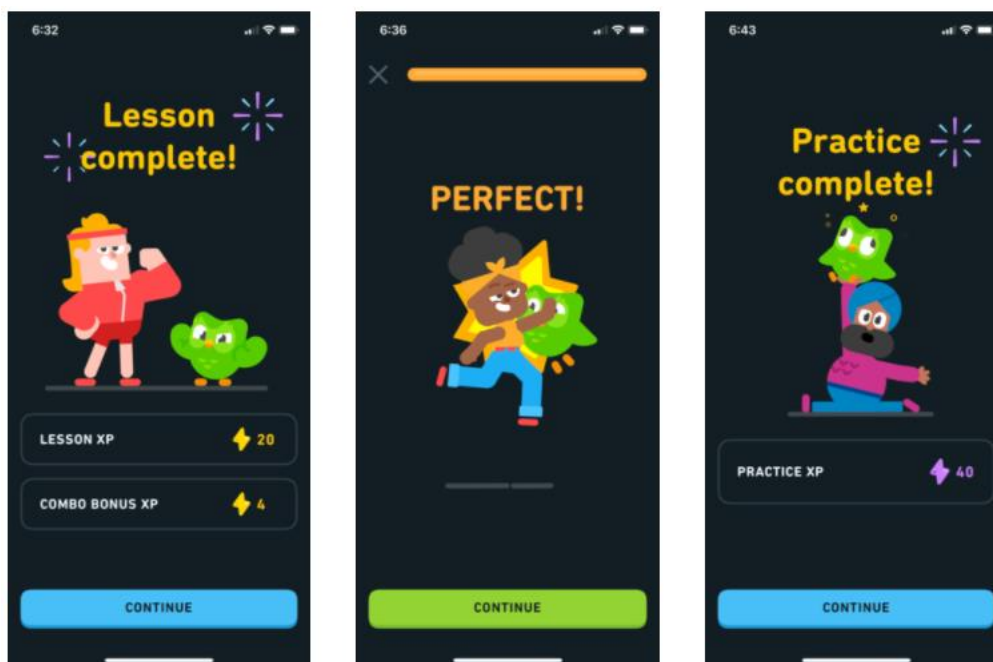 6:32
Lesson
complete!
LESSON XP
20
COMBO BONUS XP
4
CONTINUE
6:36
PERFECT!
CONTINUE
6:43
Practice
complete!
PRACTICE XP
40
CONTINUE